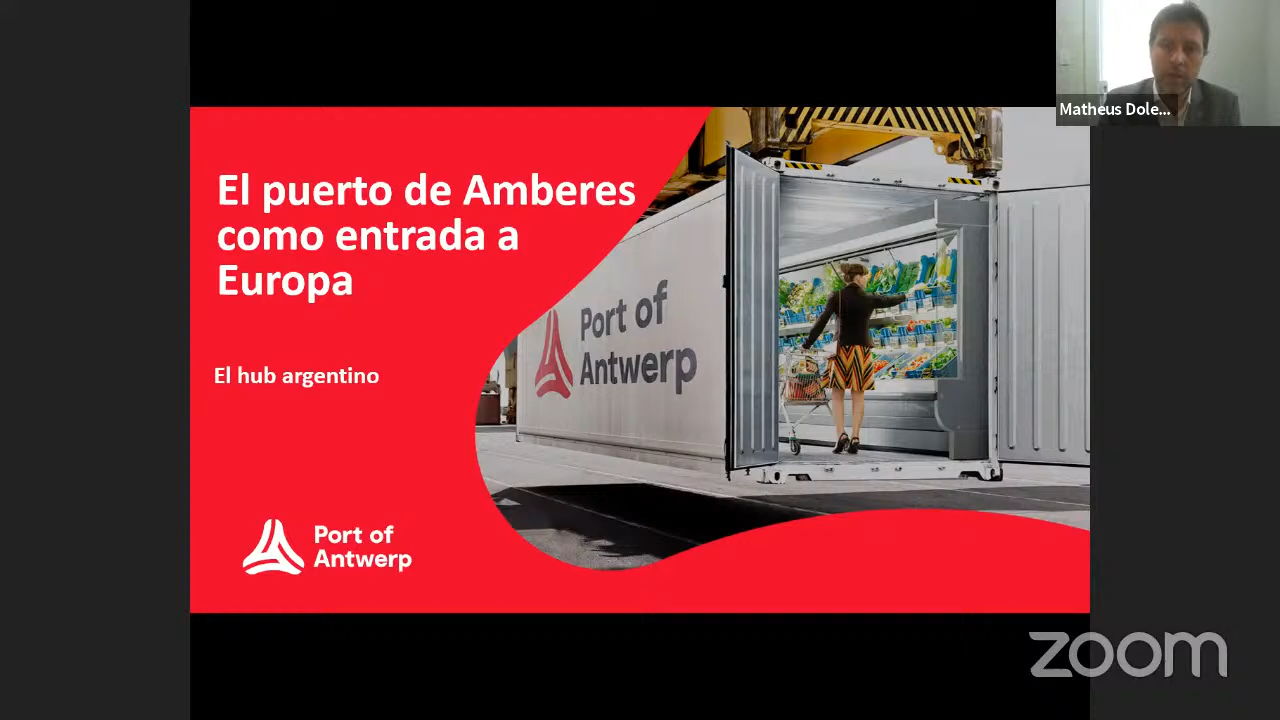 Matheus Dole...
El puerto de Amberes
como entrada a
Europa
Port of
Antwerp
El hub argentino
Port of
Antwerp
zoom